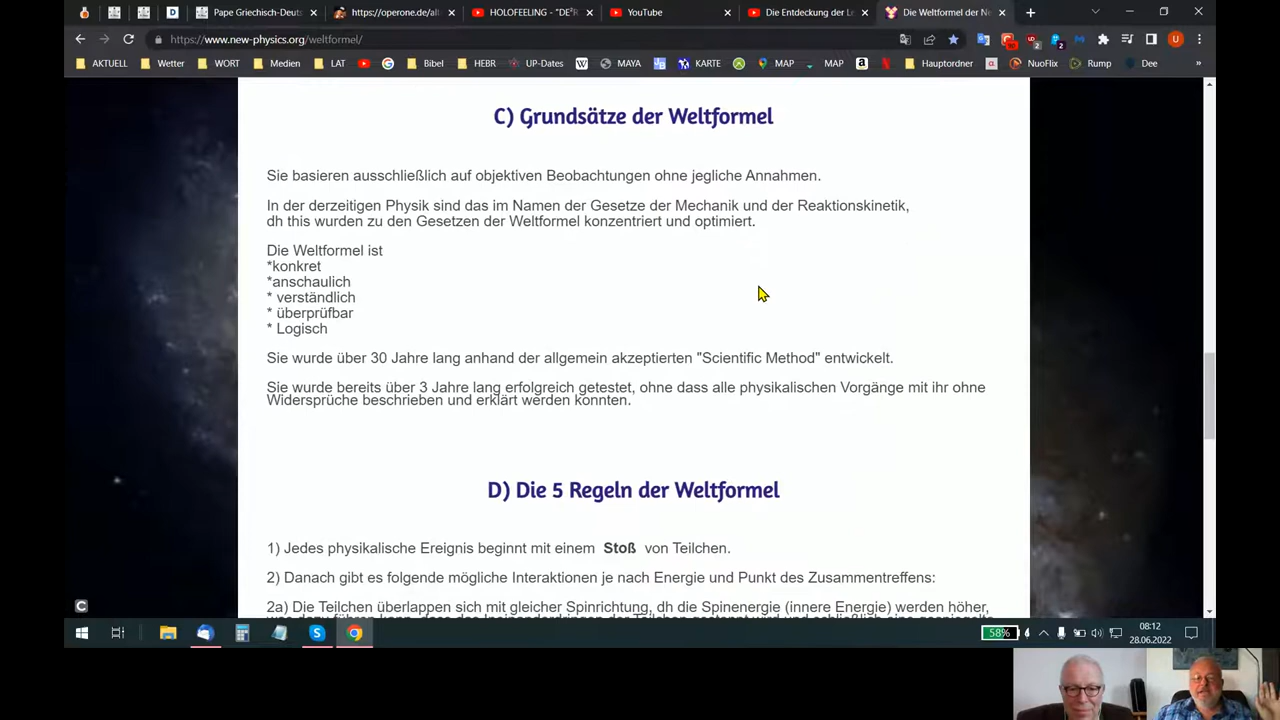 Pape Griechisch-Deuts
https://operone.de/alt
HOLOFEELING - "DE
YouTube
Die Entdeckung der Le
Die Weltformel der Ne
https://www.new-physics.org/weltformel/
AKTUELL Wetter WORT Medien LAT Bibel HEBR UP-Dates MAYA KARTE MAP MAP Hauptordner NuoFlix Rump Dee »
C) Grundsätze der Weltformel
Sie basieren ausschließlich auf objektiven Beobachtungen ohne jegliche Annahmen.
In der derzeitigen Physik sind das im Namen der Gesetze der Mechanik und der Reaktionskinetik,
dh this wurden zu den Gesetzen der Weltformel konzentriert und optimiert.
Die Weltformel ist
*konkret
*anschaulich
* verständlich
* überprüfbar
* Logisch
Sie wurde über 30 Jahre lang anhand der allgemein akzeptierten "Scientific Method" entwickelt.
Sie wurde bereits über 3 Jahre lang erfolgreich getestet, ohne dass alle physikalischen Vorgänge mit ihr ohne
Widersprüche beschrieben und erklärt werden konnten.
D) Die 5 Regeln der Weltformel
1) Jedes physikalische Ereignis beginnt mit einem Stoß von Teilchen.
2) Danach gibt es folgende mögliche Interaktionen je nach Energie und Punkt des Zusammentreffens:
2a) Die Teilchen überlappen sich mit gleicher Spinrichtung, dh die Spinenergie (innere Energie) werden höher,
58%
08:12
28.06.2022